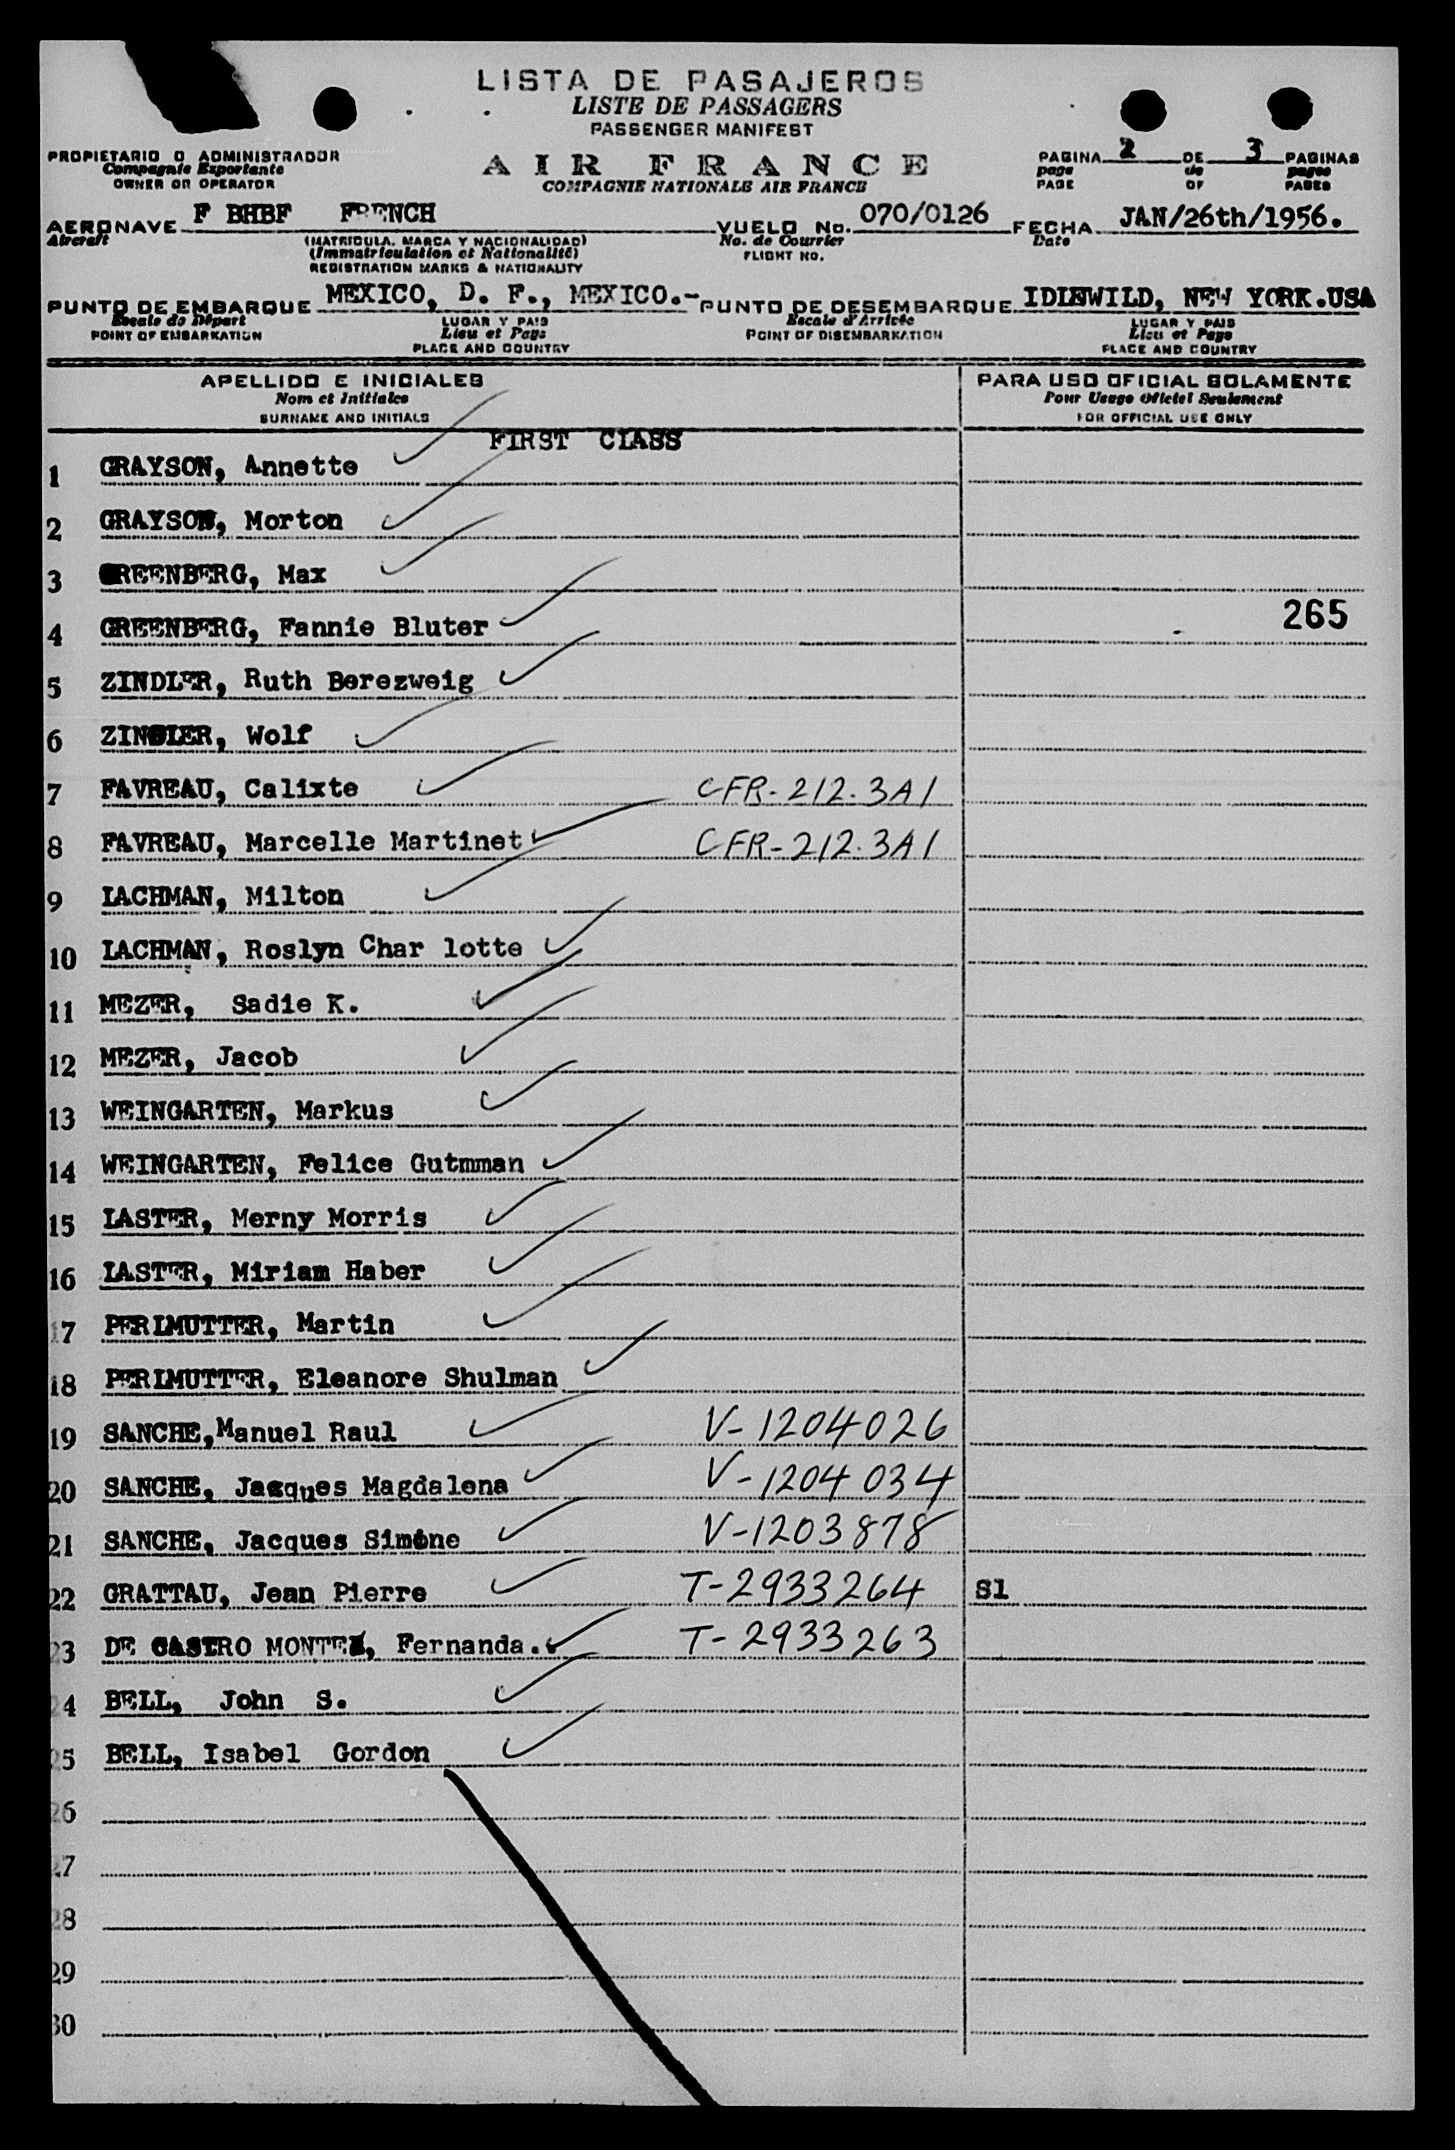 LISTA DE PASAJEROS
LISTE DE PASSAGERS
PASSENGER MANIFEST
PROPIETARIO O ADMINISTRADOR
Compagnie Exportante
OWNER OR OPERATOR
AIR FRANCE
COMPAGNIE NATIONALE AIR FRANCE
PAGINA 2 DE 3 PAGINAS
page de pages
PAGE OF PAGES
AERONAVE F BHBF FRENCH VUELO No. 070/0126 FECHA JAN/26th/1956.
Aircraft (MATRICULA, MARCA Y NACIONALIDAD) No. de Courrier Date
(Immatriculation et Nationalité) FLIGHT NO.
REGISTRATION MARKS & NATIONALITY
PUNTO DE EMBARQUE MEXICO, D. F., MEXICO.- PUNTO DE DESEMBARQUE IDLEWILD, NEW YORK.USA
Escale de Départ LUGAR Y PAIS Escale d'Arrivée LUGAR Y PAIS
POINT OF EMBARKATION Lieu et Pays POINT OF DISEMBARKATION Lieu et Pays
PLACE AND COUNTRY PLACE AND COUNTRY
APELLIDO E INICIALES PARA USO OFICIAL SOLAMENTE
Nom et Initiales Pour Usage Officiel Seulement
SURNAME AND INITIALS FOR OFFICIAL USE ONLY
FIRST CLASS
1 GRAYSON, Annette
2 GRAYSON, Morton
3 GREENBERG, Max
265
4 GREENBERG, Fannie Bluter
5 ZINDLER, Ruth Berezweig
6 ZINDLER, Wolf
7 FAVREAU, Calixte CFR-212.3A1
8 FAVREAU, Marcelle Martinet CFR-212.3A1
9 LACHMAN, Milton
10 LACHMAN, Roslyn Char lotte
11 MEZER, Sadie K.
12 MEZER, Jacob
13 WEINGARTEN, Markus
14 WEINGARTEN, Felice Gutmman
15 LASTER, Merny Morris
16 LASTER, Miriam Haber
17 PERLMUTTER, Martin
18 PERLMUTTER, Eleanore Shulman
19 SANCHE, Manuel Raul V-1204026
20 SANCHE, Jacques Magdalena V-1204034
21 SANCHE, Jacques Simone V-1203878
22 GRATTAU, Jean Pierre T-2933264 S1
23 DE CASTRO MONTEZ, Fernanda. T-2933263
24 BELL, John S.
25 BELL, Isabel Gordon
26
27
28
29
30